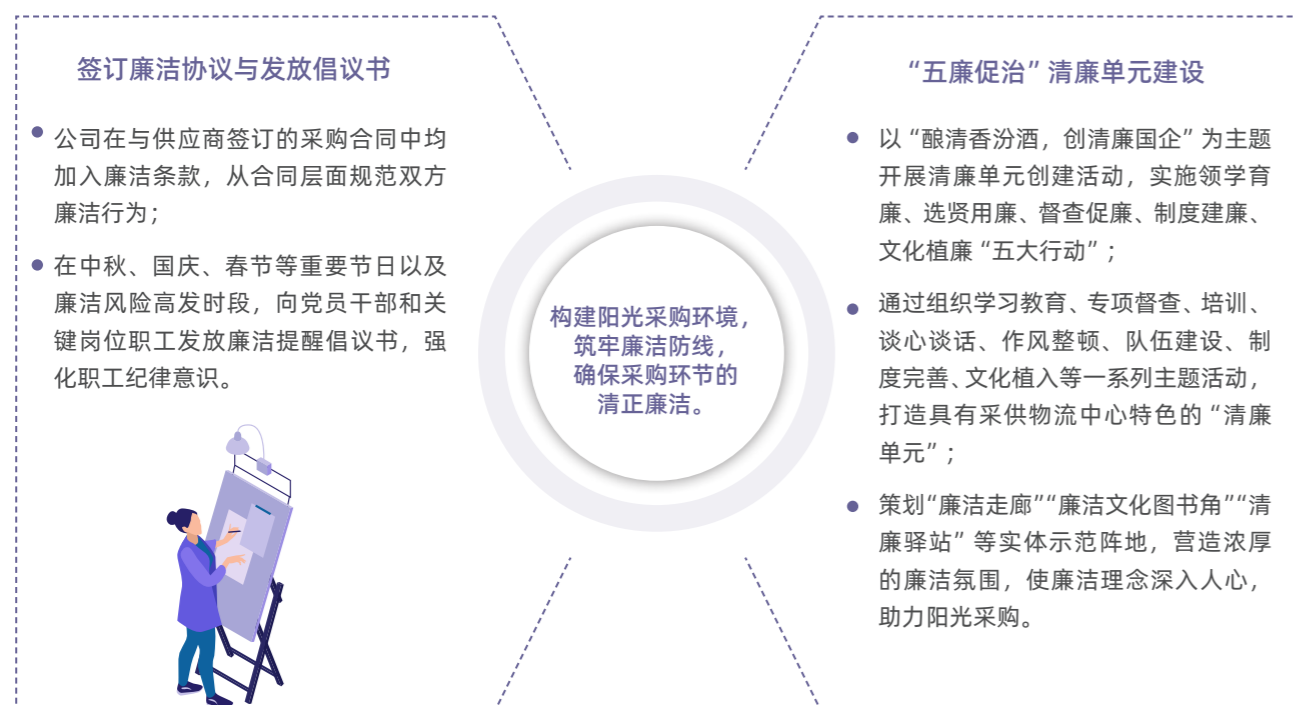 签订廉洁协议与发放倡议书
公司在与供应商签订的采购合同中均
加入廉洁条款，从合同层面规范双方
廉洁行为；
在中秋、国庆、春节等重要节日以及
廉洁风险高发时段，向党员干部和关
键岗位职工发放廉洁提醒倡议书，强
化职工纪律意识。
构建阳光采购环境，
筑牢廉洁防线，
确保采购环节的
清正廉洁。
“五廉促治”清廉单元建设
以“酿清香汾酒，创清廉国企”为主题
开展清廉单元创建活动，实施领学育
廉、选贤用廉、督查促廉、制度建廉、
文化植廉“五大行动”；
通过组织学习教育、专项督查、培训、
谈心谈话、作风整顿、队伍建设、制
度完善、文化植入等一系列主题活动，
打造具有采供物流中心特色的“清廉
单元”；
策划“廉洁走廊”“廉洁文化图书角”“清
廉驿站”等实体示范阵地，营造浓厚
的廉洁氛围，使廉洁理念深入人心，
助力阳光采购。